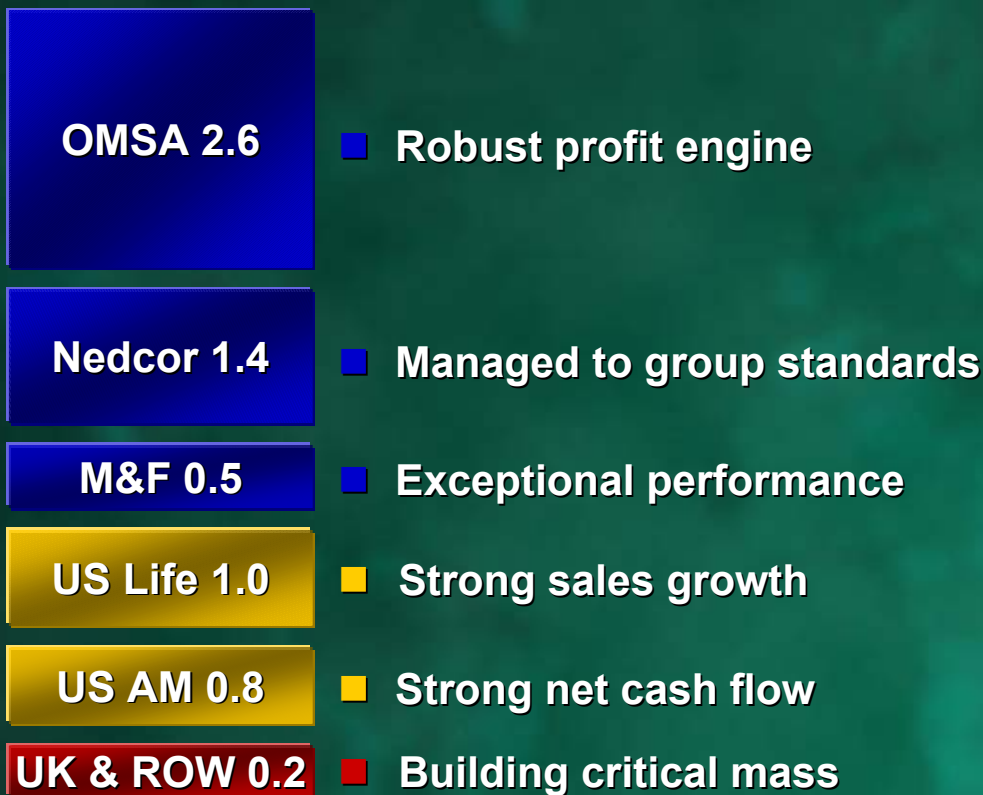 OMSA 2.6
Robust profit engine
Nedcor 1.4
Managed to group standards
M&F 0.5
Exceptional performance
US Life 1.0
Strong sales growth
US AM 0.8
Strong net cash flow
UK & ROW 0.2
Building critical mass